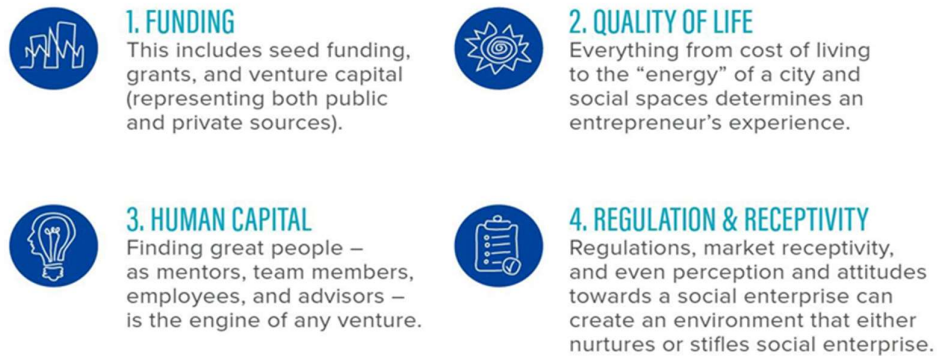 1. FUNDING
This includes seed funding,
grants, and venture capital
(representing both public
and private sources).
2. QUALITY OF LIFE
Everything from cost of living
to the “energy” of a city and
social spaces determines an
entrepreneur’s experience.
3. HUMAN CAPITAL
Finding great people –
as mentors, team members,
employees, and advisors –
is the engine of any venture.
4. REGULATION & RECEPTIVITY
Regulations, market receptivity,
and even perception and attitudes
towards a social enterprise can
create an environment that either
nurtures or stifles social enterprise.